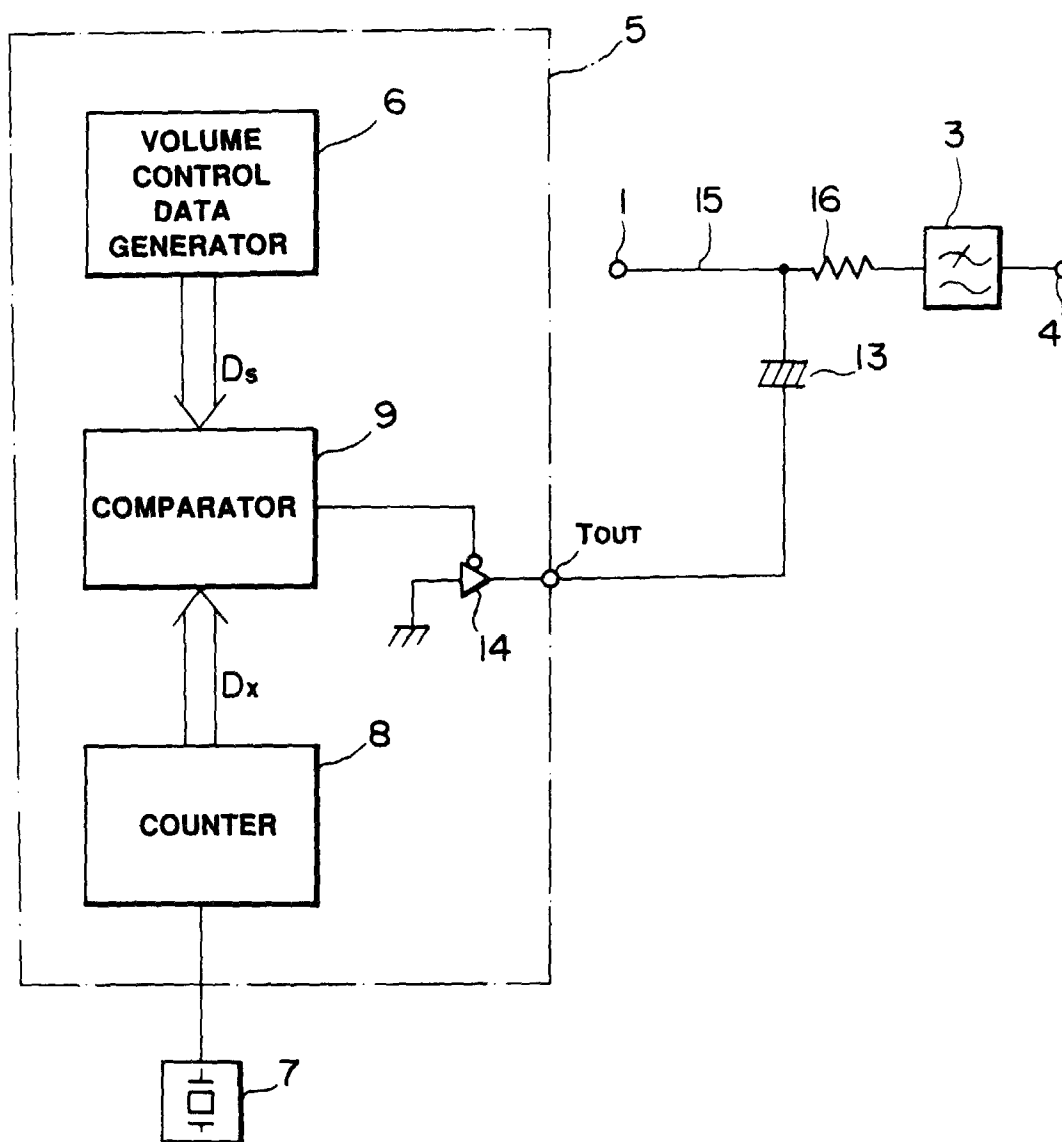 5
6
VOLUME
CONTROL
DATA
GENERATOR
3
1
15
16
4
13
Ds
9
COMPARATOR
TOUT
14
Dx
8
COUNTER
7